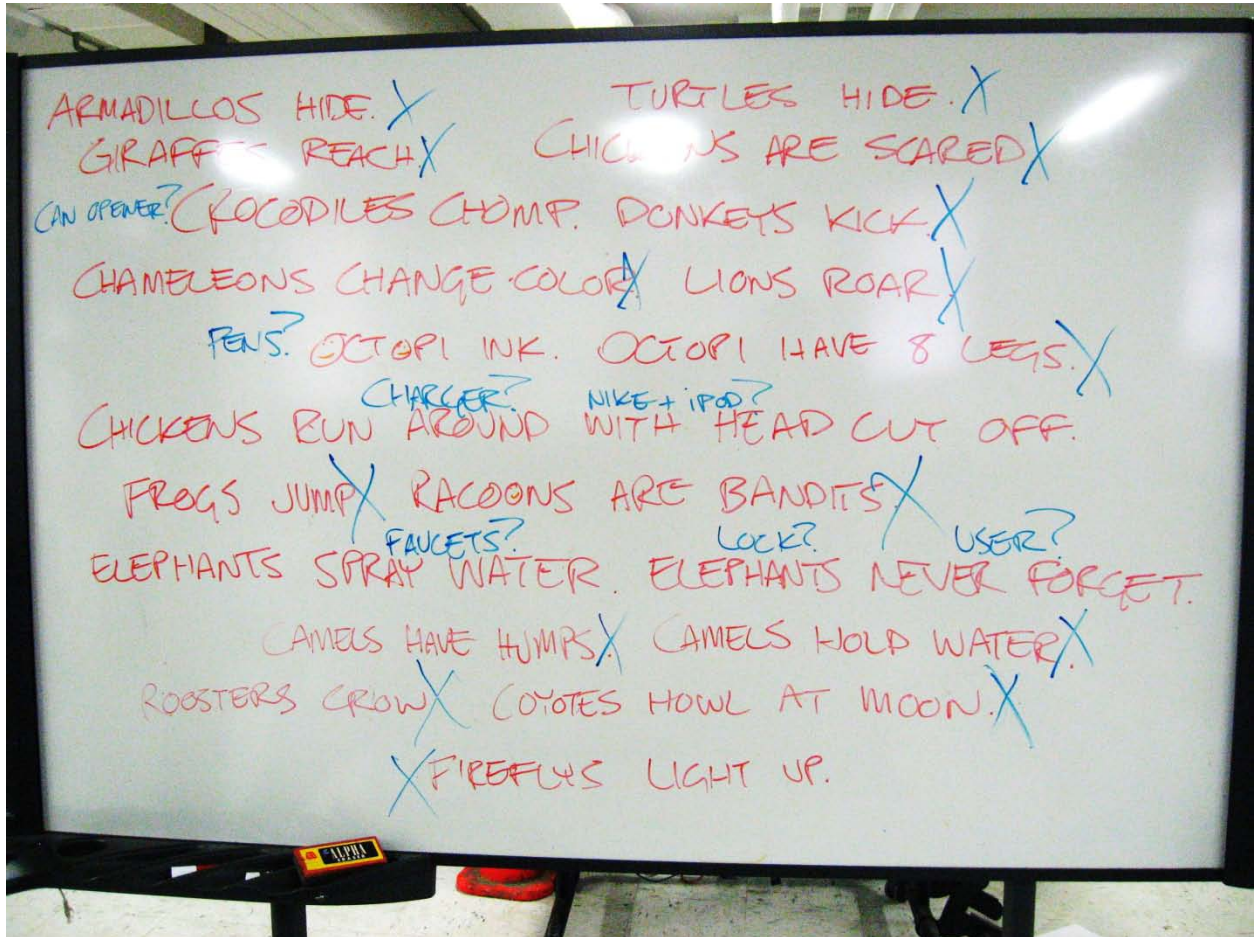 ARMADILLOS HIDE. X TURTLES HIDE. X
GIRAFFES REACH. X CHICKENS ARE SCARED X
CAN OPENER? CROCODILES CHOMP. DONKEYS KICK. X
CHAMELEONS CHANGE COLOR. X LIONS ROAR. X
PENS? OCTOPI INK. OCTOPI HAVE 8 LEGS. X
CHARGER? NIKE + iPOD?
CHICKENS RUN AROUND WITH HEAD CUT OFF.
FROGS JUMP X RACOONS ARE BANDITS. X
FAUCETS? LOCK? USER?
ELEPHANTS SPRAY WATER. ELEPHANTS NEVER FORGET.
CAMELS HAVE HUMPS. X CAMELS HOLD WATER. X
ROOSTERS CROW X COYOTES HOWL AT MOON. X
X FIREFLYS LIGHT UP.
ALPHA